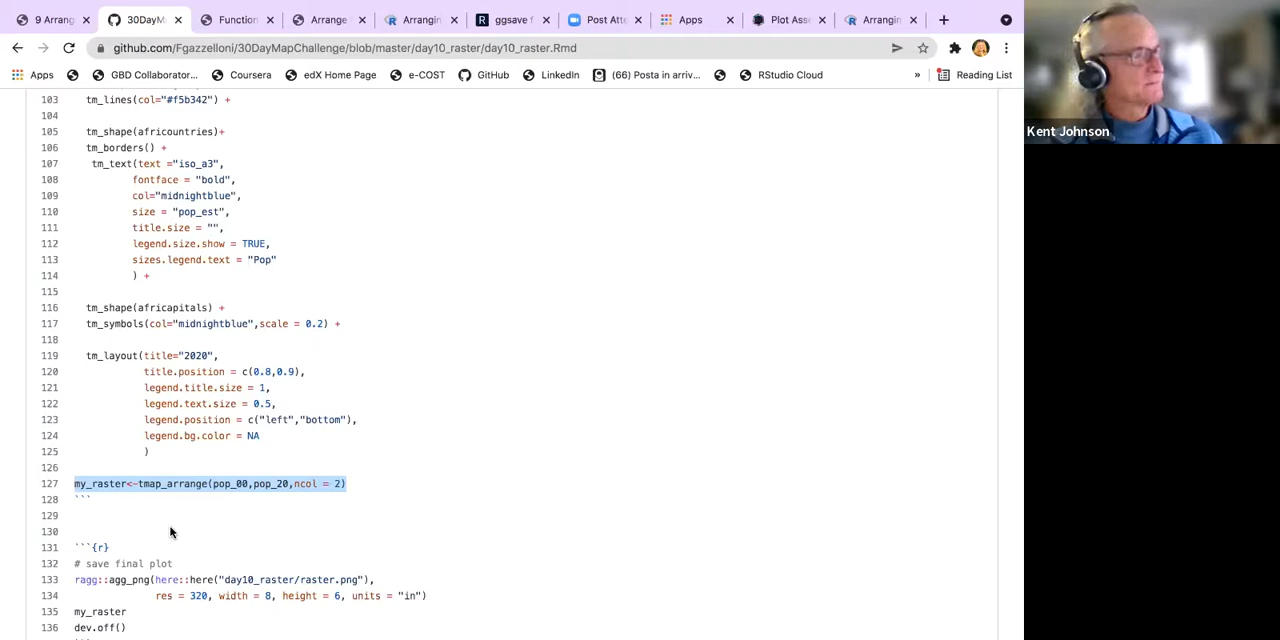 9 Arrang
30DayM
Function
Arrange
Arrangin
ggsave f
Post Att
Apps
Plot Ass
Arrangin
github.com/Fgazzelloni/30DayMapChallenge/blob/master/day10_raster/day10_raster.Rmd
Apps
GBD Collaborator...
Coursera
edX Home Page
e-COST
GitHub
LinkedIn
(66) Posta in arriv...
RStudio Cloud
»
Reading List
Kent Johnson
103 tm_lines(col="#f5b342") +
104
105 tm_shape(africountries)+
106 tm_borders() +
107 tm_text(text ="iso_a3",
108 fontface = "bold",
109 col="midnightblue",
110 size = "pop_est",
111 title.size = "",
112 legend.size.show = TRUE,
113 sizes.legend.text = "Pop"
114 ) +
115
116 tm_shape(africapitals) +
117 tm_symbols(col="midnightblue",scale = 0.2) +
118
119 tm_layout(title="2020",
120 title.position = c(0.8,0.9),
121 legend.title.size = 1,
122 legend.text.size = 0.5,
123 legend.position = c("left","bottom"),
124 legend.bg.color = NA
125 )
126
127 my_raster<-tmap_arrange(pop_00,pop_20,ncol = 2)
128 ```
129
130
131 ```{r}
132 # save final plot
133 ragg::agg_png(here::here("day10_raster/raster.png"),
134 res = 320, width = 8, height = 6, units = "in")
135 my_raster
136 dev.off()